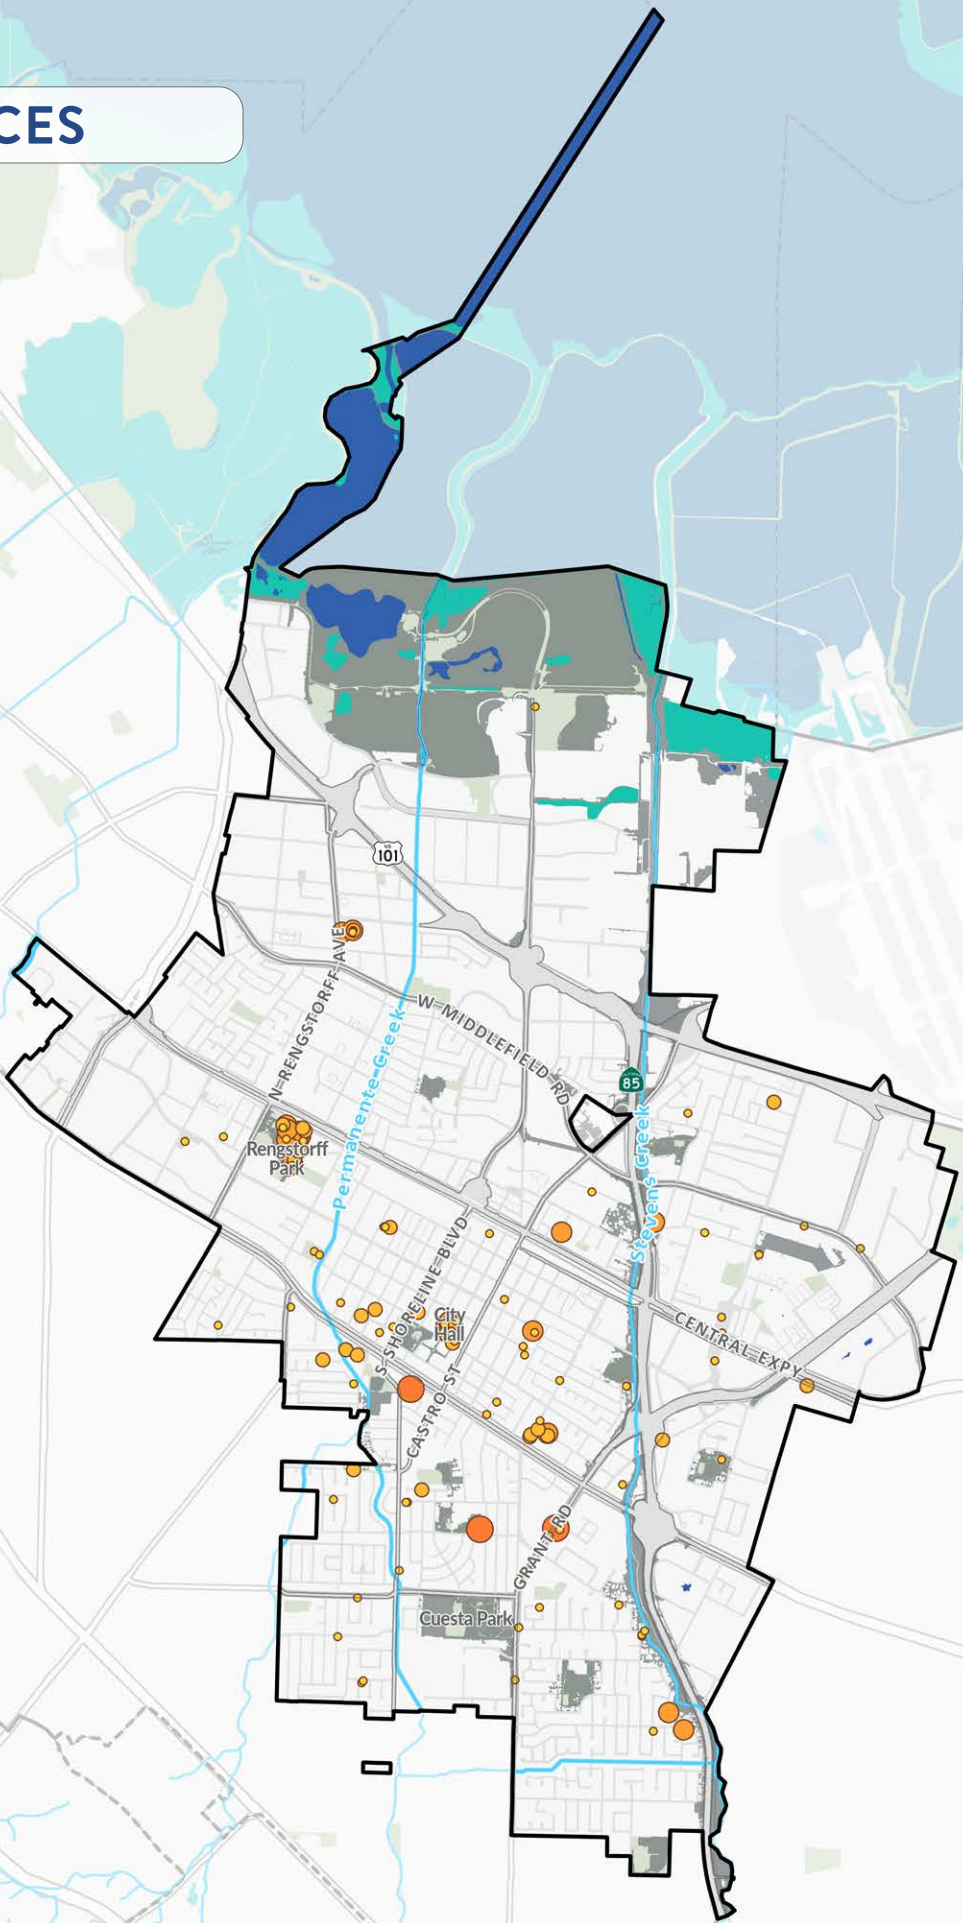 CES
US
101
N RENGSTORFF AVE
W MIDDLEFIELD RD
Permanente Creek
85
Stevens Creek
Rengstorff
Park
S SHORELINE BLVD
City
Hall
CENTRAL EXPY
CASTRO ST
GRANT RD
Cuesta Park